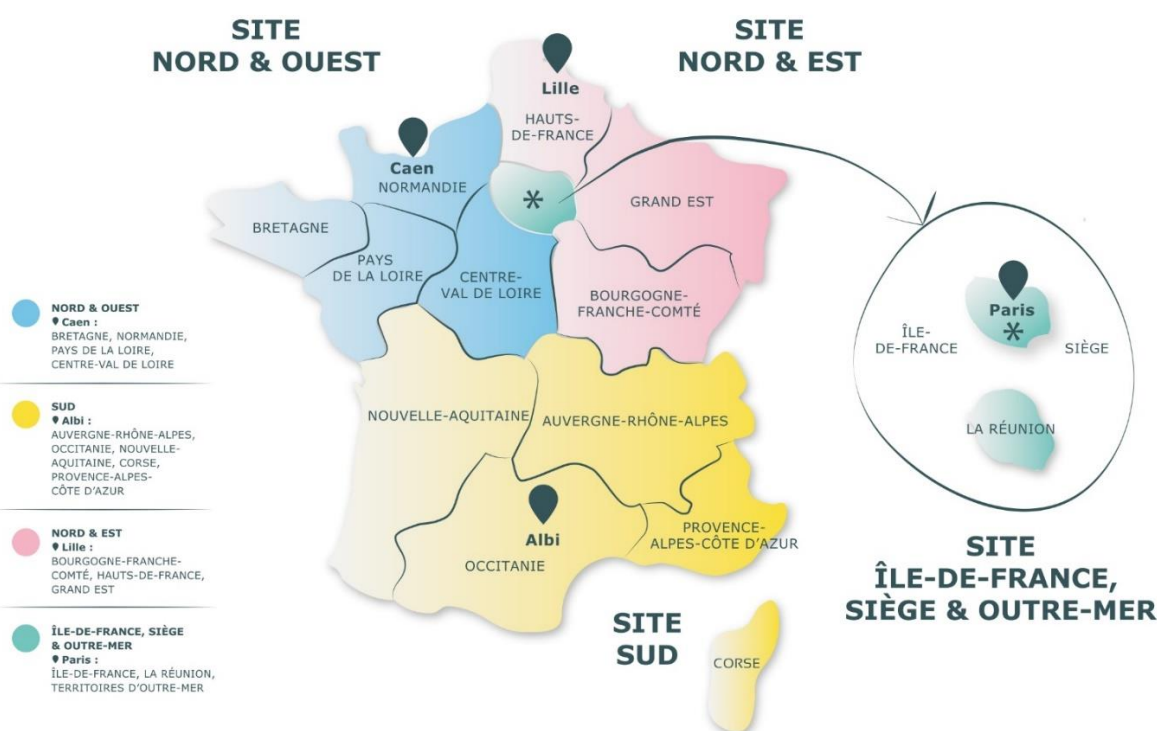 SITE
NORD & OUEST
SITE
NORD & EST
Lille
HAUTS-
DE-FRANCE
Caen
NORMANDIE
*
GRAND EST
BRETAGNE
PAYS
DE LA LOIRE
CENTRE-
VAL DE LOIRE
BOURGOGNE-
FRANCHE-COMTÉ
NOUVELLE-AQUITAINE
AUVERGNE-RHÔNE-ALPES
Albi
OCCITANIE
PROVENCE-
ALPES-CÔTE D'AZUR
SITE
SUD
CORSE
Paris
*
ÎLE-
DE-FRANCE
SIÈGE
LA RÉUNION
SITE
ÎLE-DE-FRANCE,
SIÈGE & OUTRE-MER
NORD & OUEST
Caen :
BRETAGNE, NORMANDIE,
PAYS DE LA LOIRE,
CENTRE-VAL DE LOIRE
SUD
Albi :
AUVERGNE-RHÔNE-ALPES,
OCCITANIE, NOUVELLE-
AQUITAINE, CORSE,
PROVENCE-ALPES-
CÔTE D'AZUR
NORD & EST
Lille :
BOURGOGNE-FRANCHE-
COMTÉ, HAUTS-DE-FRANCE,
GRAND EST
ÎLE-DE-FRANCE, SIÈGE
& OUTRE-MER
Paris :
ÎLE-DE-FRANCE, LA RÉUNION,
TERRITOIRES D'OUTRE-MER